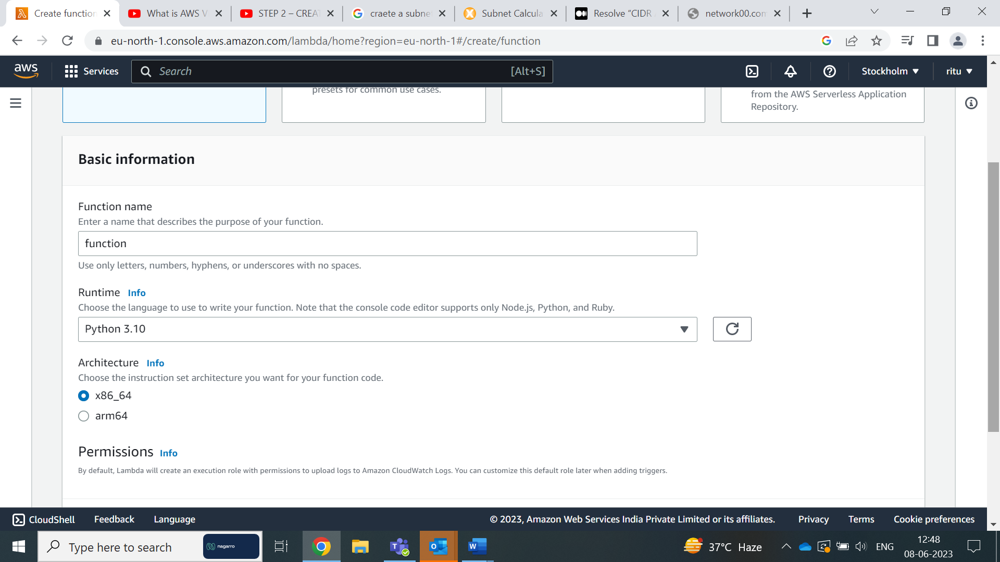 Create function
What is AWS V
STEP 2 – CREAT
craete a subne
Subnet Calcula
Resolve “CIDR
network00.com
eu-north-1.console.aws.amazon.com/lambda/home?region=eu-north-1#/create/function
aws
Services
Search
[Alt+S]
Stockholm
ritu
presets for common use cases.
from the AWS Serverless Application
Repository.
Basic information
Function name
Enter a name that describes the purpose of your function.
function
Use only letters, numbers, hyphens, or underscores with no spaces.
Runtime Info
Choose the language to use to write your function. Note that the console code editor supports only Node.js, Python, and Ruby.
Python 3.10
Architecture Info
Choose the instruction set architecture you want for your function code.
x86_64
arm64
Permissions Info
By default, Lambda will create an execution role with permissions to upload logs to Amazon CloudWatch Logs. You can customize this default role later when adding triggers.
CloudShell
Feedback
Language
© 2023, Amazon Web Services India Private Limited or its affiliates.
Privacy
Terms
Cookie preferences
Type here to search
nagarro
37°C Haze
ENG
12:48
08-06-2023